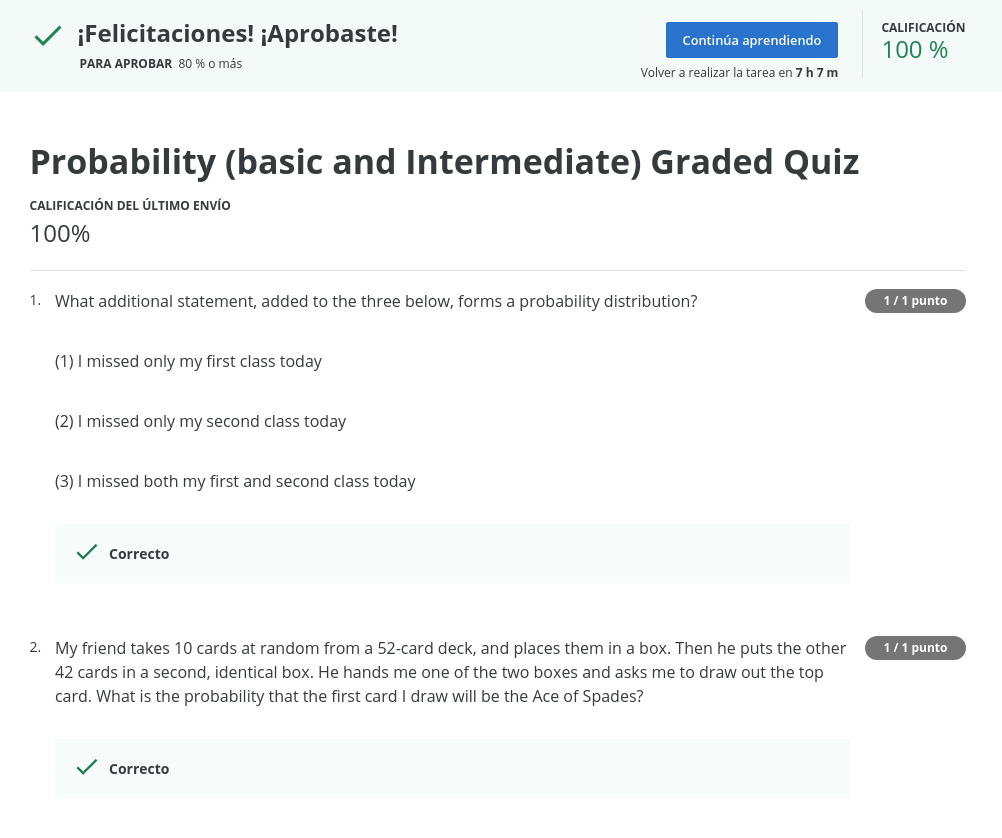 ¡Felicitaciones! ¡Aprobaste!
PARA APROBAR 80 % o más
Continúa aprendiendo
Volver a realizar la tarea en 7 h 7 m
CALIFICACIÓN
100 %
Probability (basic and Intermediate) Graded Quiz
CALIFICACIÓN DEL ÚLTIMO ENVÍO
100%
1. What additional statement, added to the three below, forms a probability distribution?
1 / 1 punto
(1) I missed only my first class today
(2) I missed only my second class today
(3) I missed both my first and second class today
Correcto
2. My friend takes 10 cards at random from a 52-card deck, and places them in a box. Then he puts the other
42 cards in a second, identical box. He hands me one of the two boxes and asks me to draw out the top
card. What is the probability that the first card I draw will be the Ace of Spades?
1 / 1 punto
Correcto